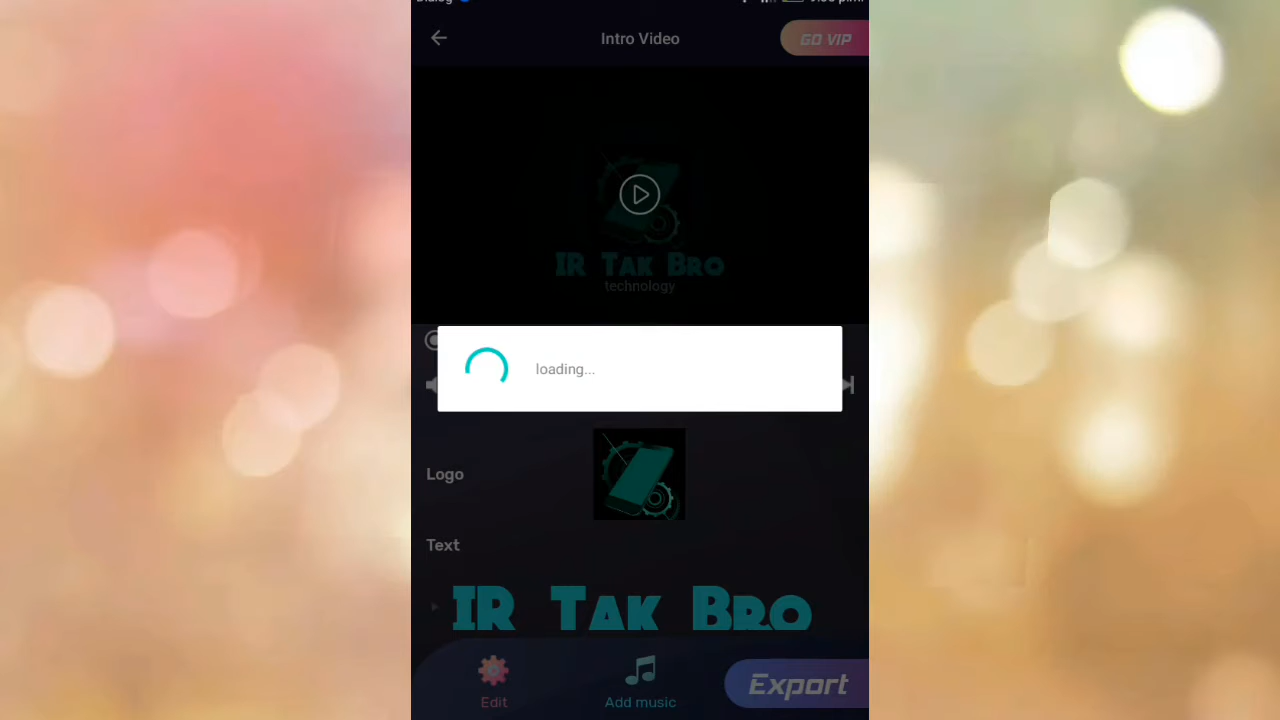 Intro Video
GO VIP
IR Tak Bro
technology
loading...
Logo
Text
IR Tak Bro
Edit
Add music
Export